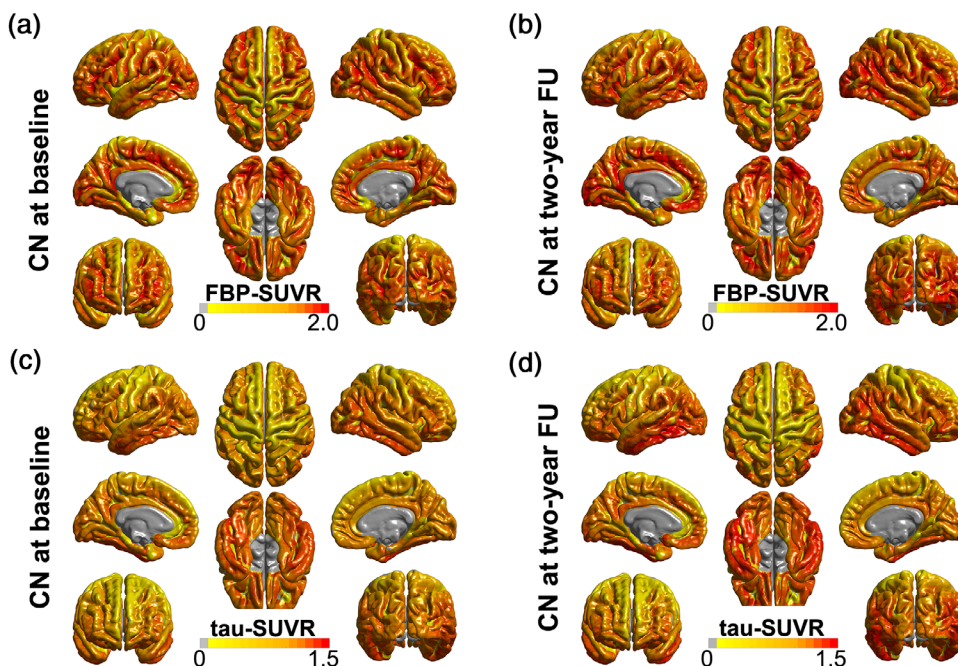 (a)
CN at baseline
FBP-SUVR
0
2.0
(b)
CN at two-year FU
FBP-SUVR
0
2.0
(c)
CN at baseline
tau-SUVR
0
1.5
(d)
CN at two-year FU
tau-SUVR
0
1.5